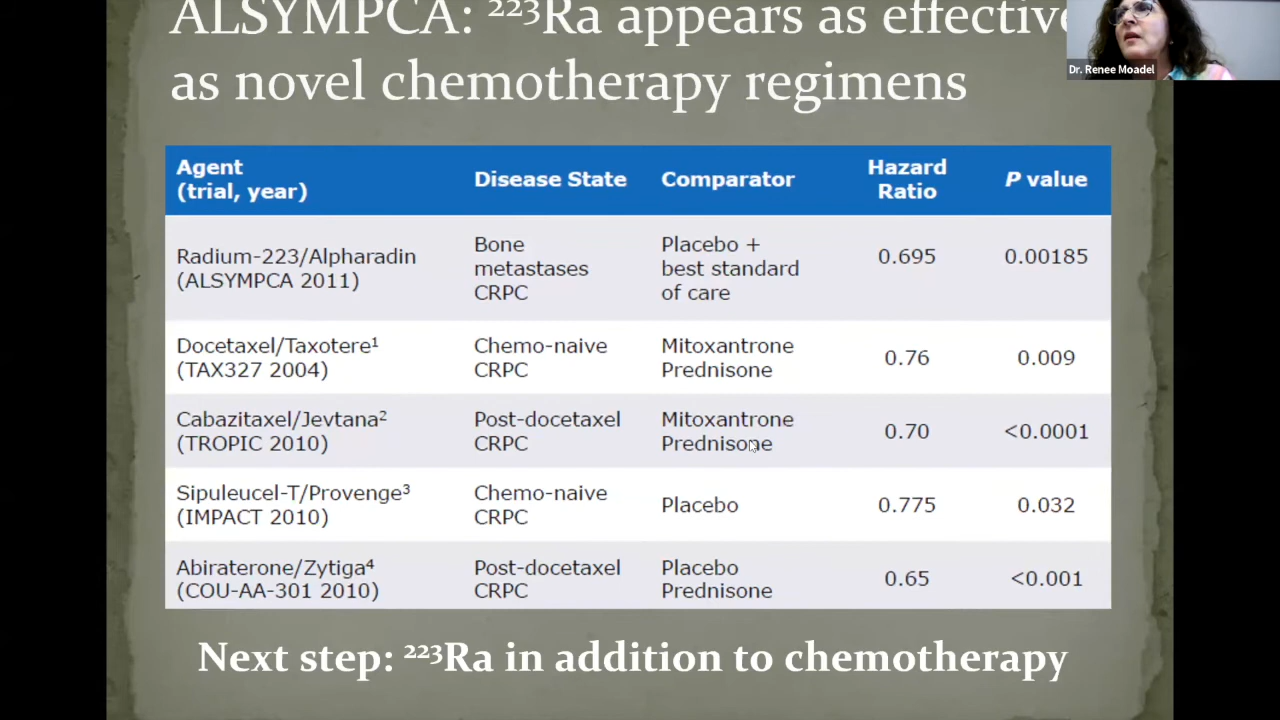 ALSYMPCA: ²²³Ra appears as effective
as novel chemotherapy regimens
Dr. Renee Moadel
Agent
(trial, year)
Disease State
Comparator
Hazard
Ratio
P value
Radium-223/Alpharadin
(ALSYMPCA 2011)
Bone
metastases
CRPC
Placebo +
best standard
of care
0.695
0.00185
Docetaxel/Taxotere¹
(TAX327 2004)
Chemo-naive
CRPC
Mitoxantrone
Prednisone
0.76
0.009
Cabazitaxel/Jevtana²
(TROPIC 2010)
Post-docetaxel
CRPC
Mitoxantrone
Prednisone
0.70
<0.0001
Sipuleucel-T/Provenge³
(IMPACT 2010)
Chemo-naive
CRPC
Placebo
0.775
0.032
Abiraterone/Zytiga⁴
(COU-AA-301 2010)
Post-docetaxel
CRPC
Placebo
Prednisone
0.65
<0.001
Next step: ²²³Ra in addition to chemotherapy